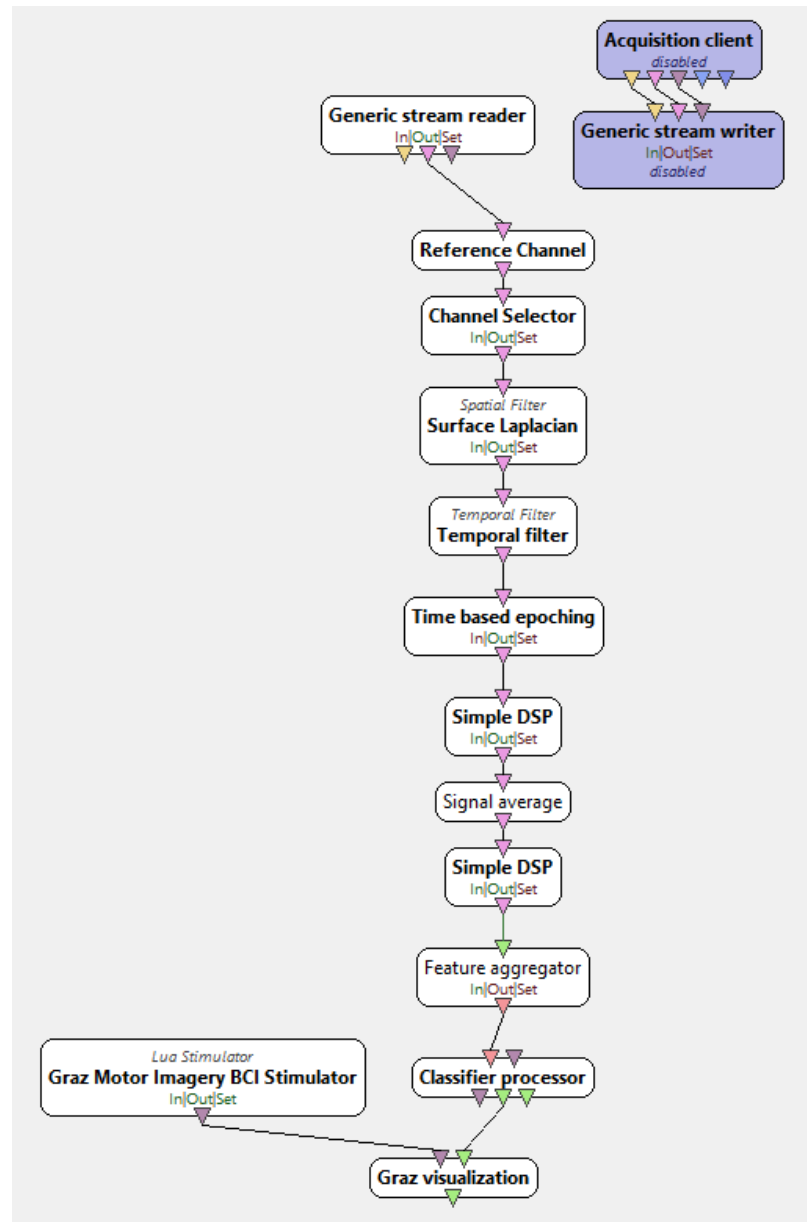 Acquisition client
disabled
Generic stream reader
In|Out|Set
Generic stream writer
In|Out|Set
disabled
Reference Channel
Channel Selector
In|Out|Set
Spatial Filter
Surface Laplacian
In|Out|Set
Temporal Filter
Temporal filter
Time based epoching
In|Out|Set
Simple DSP
In|Out|Set
Signal average
Simple DSP
In|Out|Set
Feature aggregator
In|Out|Set
Lua Stimulator
Graz Motor Imagery BCI Stimulator
In|Out|Set
Classifier processor
Graz visualization